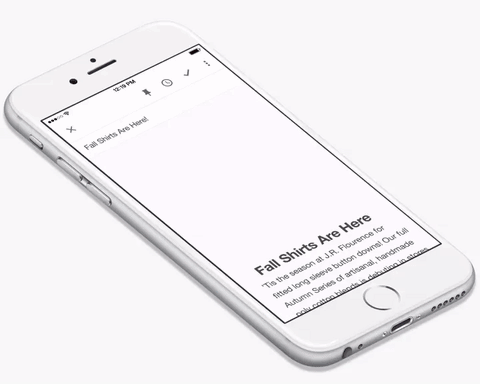 12:19 PM
Fall Shirts Are Here!
Fall Shirts Are Here
'Tis the season at J.R. Flourence for
fitted long sleeve button downs! Our full
Autumn Series of artisanal, handmade
poly cotton blends is debuting in stores